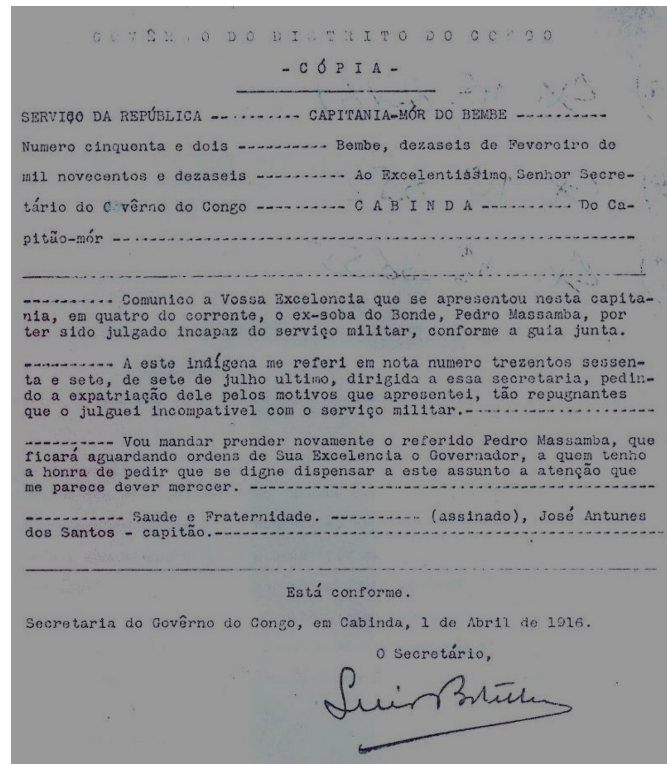 GOVÊRNO DO DISTRITO DO CONGO
- C Ó P I A -
SERVIÇO DA REPÚBLICA ---------- CAPITANIA-MÓR DO BEMBE ----------
Numero cinquenta e dois ---------- Bembe, dezaseis de Fevereiro de
mil novecentos e dezaseis ---------- Ao Excelentissimo Senhor Secre-
tário do Govêrno do Congo ---------- C A B I N D A ---------- Do Ca-
pitão-mór ----------
---------- Comunico a Vossa Excelencia que se apresentou nesta capita-
nia, em quatro do corrente, o ex-soba do Bonde, Pedro Massamba, por
ter sido julgado incapaz do serviço militar, conforme a guia junta.
---------- A este indígena me referi em nota numero trezentos sessen-
ta e sete, de sete de julho ultimo, dirigida a essa secretaria, pedin-
do a expatriação dele pelos motivos que apresentei, tão repugnantes
que o julguei incompativel com o serviço militar.----------
---------- Vou mandar prender novamente o referido Pedro Massamba, que
ficará aguardando ordens de Sua Excelencia o Governador, a quem tenho
a honra de pedir que se digne dispensar a este assunto a atenção que
me parece dever merecer. ----------
---------- Saude e Fraternidade. ---------- (assinado), José Antunes
dos Santos - capitão.----------
Está conforme.
Secretaria do Govêrno do Congo, em Cabinda, 1 de Abril de 1916.
O Secretário,